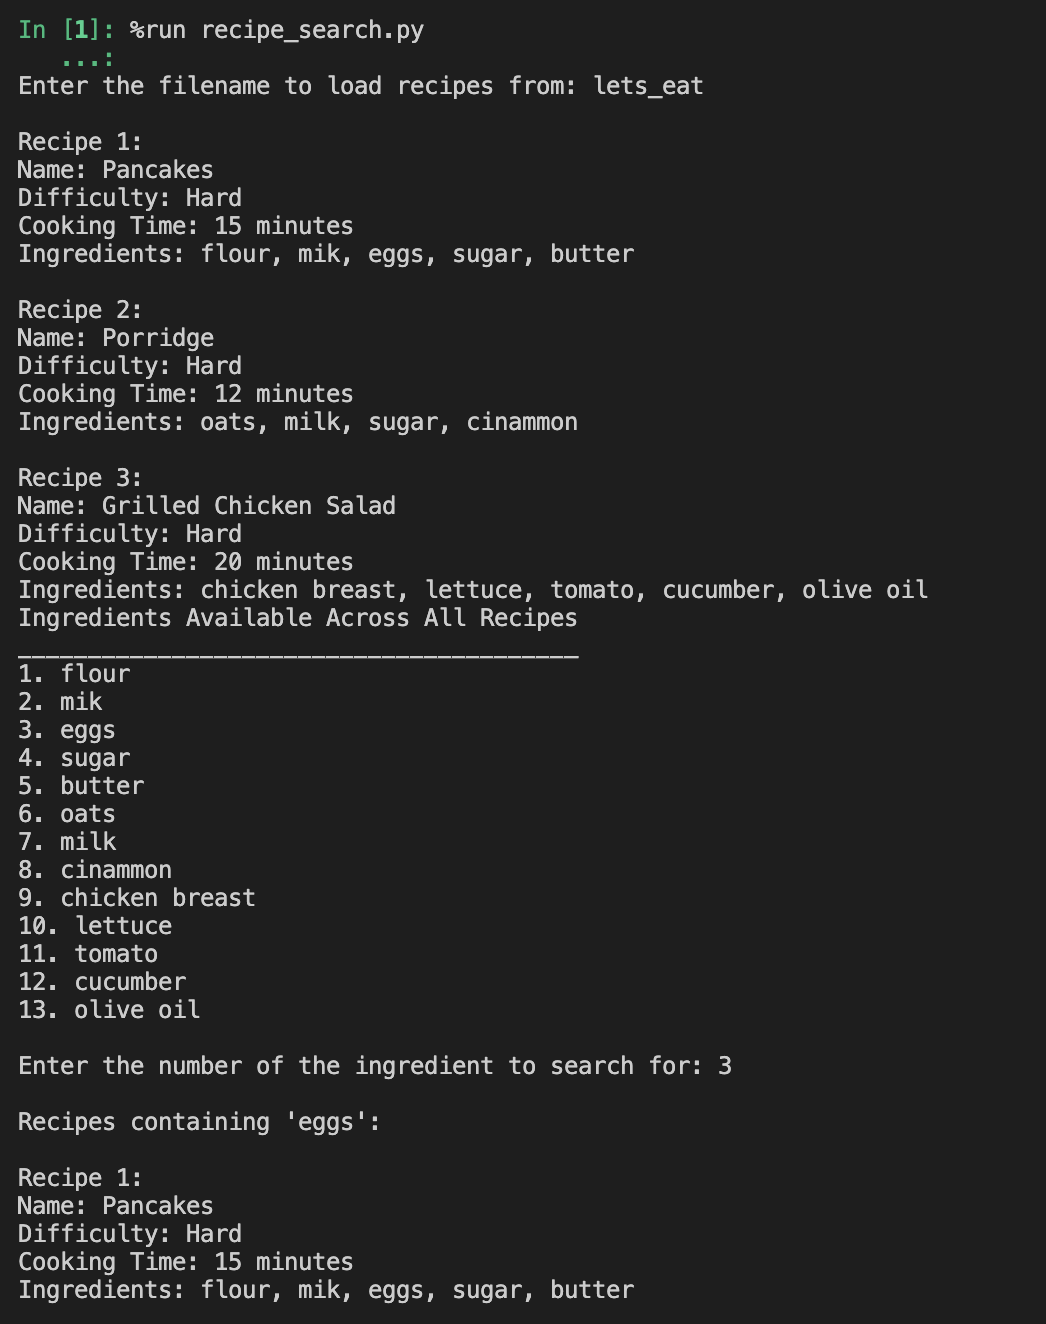 In [1]: %run recipe_search.py
...:
Enter the filename to load recipes from: lets_eat
Recipe 1:
Name: Pancakes
Difficulty: Hard
Cooking Time: 15 minutes
Ingredients: flour, mik, eggs, sugar, butter
Recipe 2:
Name: Porridge
Difficulty: Hard
Cooking Time: 12 minutes
Ingredients: oats, milk, sugar, cinammon
Recipe 3:
Name: Grilled Chicken Salad
Difficulty: Hard
Cooking Time: 20 minutes
Ingredients: chicken breast, lettuce, tomato, cucumber, olive oil
Ingredients Available Across All Recipes
________________________________________
1. flour
2. mik
3. eggs
4. sugar
5. butter
6. oats
7. milk
8. cinammon
9. chicken breast
10. lettuce
11. tomato
12. cucumber
13. olive oil
Enter the number of the ingredient to search for: 3
Recipes containing 'eggs':
Recipe 1:
Name: Pancakes
Difficulty: Hard
Cooking Time: 15 minutes
Ingredients: flour, mik, eggs, sugar, butter